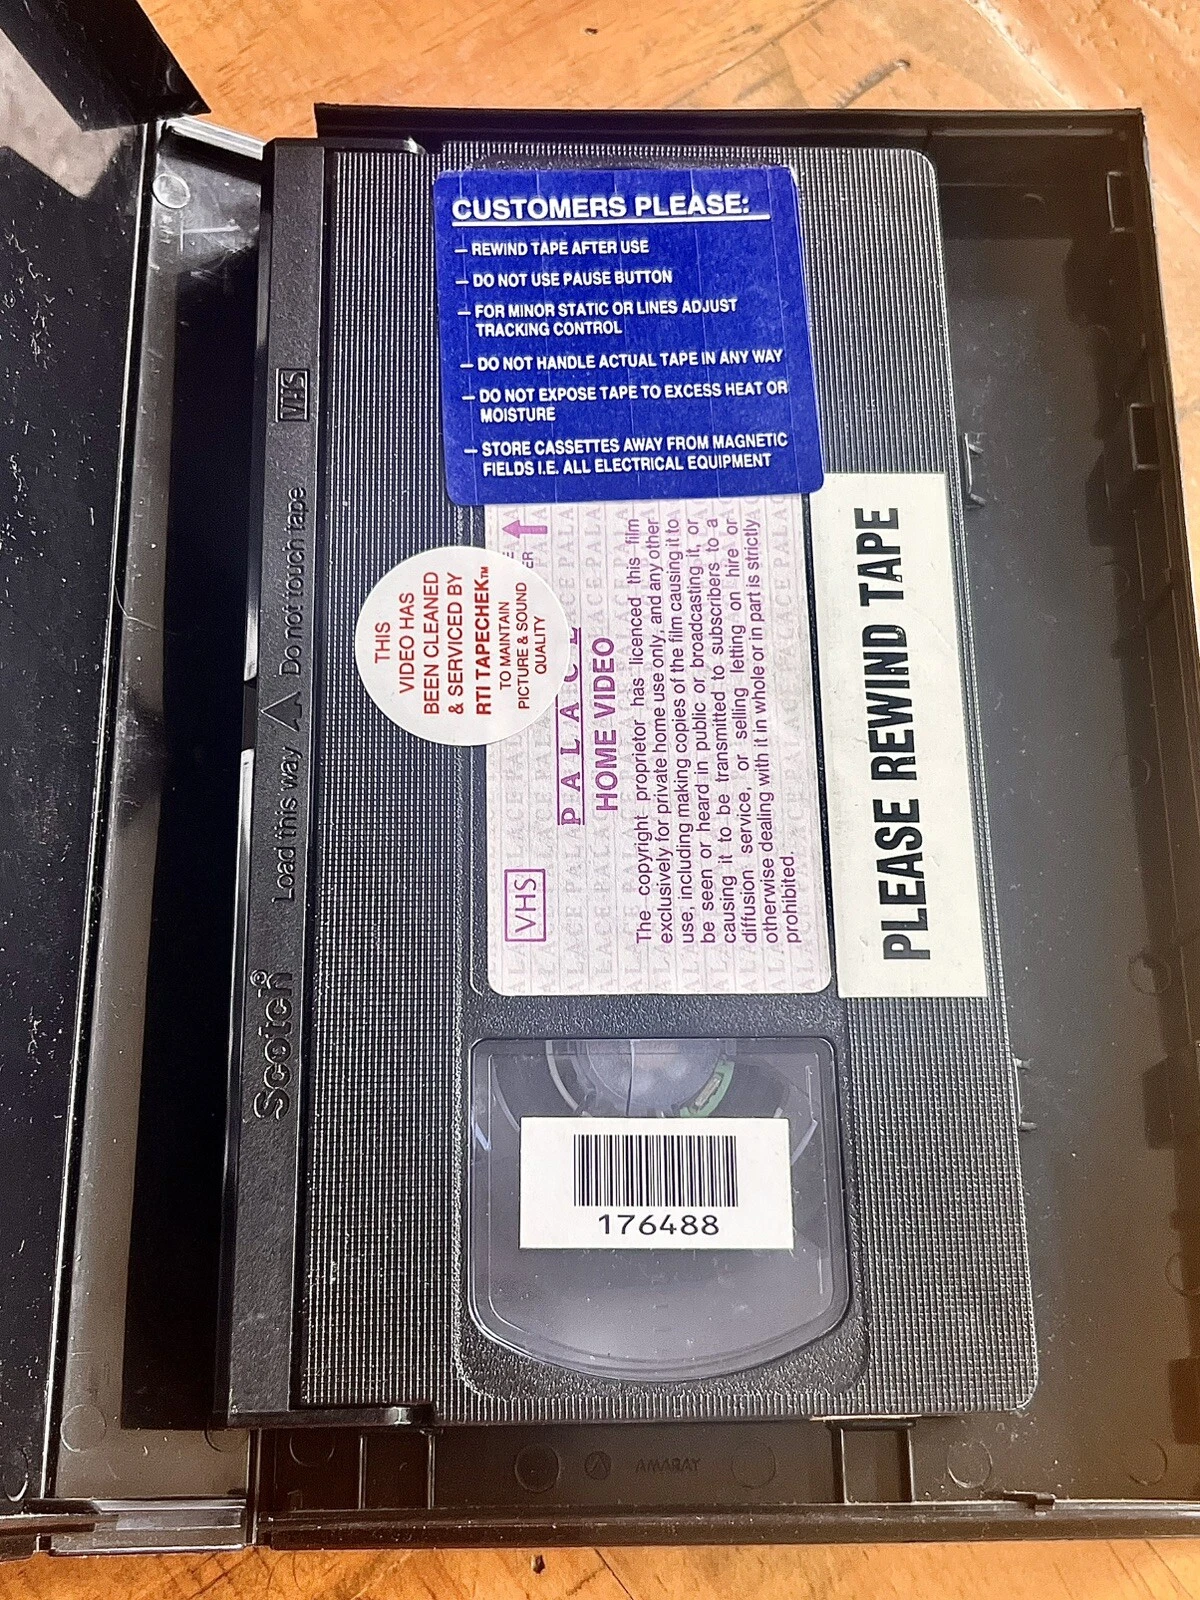 CUSTOMERS PLEASE:
– REWIND TAPE AFTER USE
– DO NOT USE PAUSE BUTTON
– FOR MINOR STATIC OR LINES ADJUST
TRACKING CONTROL
– DO NOT HANDLE ACTUAL TAPE IN ANY WAY
– DO NOT EXPOSE TAPE TO EXCESS HEAT OR
MOISTURE
– STORE CASSETTES AWAY FROM MAGNETIC
FIELDS I.E. ALL ELECTRICAL EQUIPMENT
Scotch®
Load this way
Do not touch tape
VHS
THIS
VIDEO HAS
BEEN CLEANED
& SERVICED BY
RTI TAPECHEK™
TO MAINTAIN
PICTURE & SOUND
QUALITY
VHS
PALACE
HOME VIDEO
The copyright proprietor has licenced this film
exclusively for private home use only, and any other
use, including making copies of the film causing it to
be seen or heard in public or broadcasting it, or
causing it to be transmitted to subscribers to a
diffusion service, or selling letting on hire or
otherwise dealing with it in whole or in part is strictly
prohibited.
PLEASE REWIND TAPE
176488
AMARAY